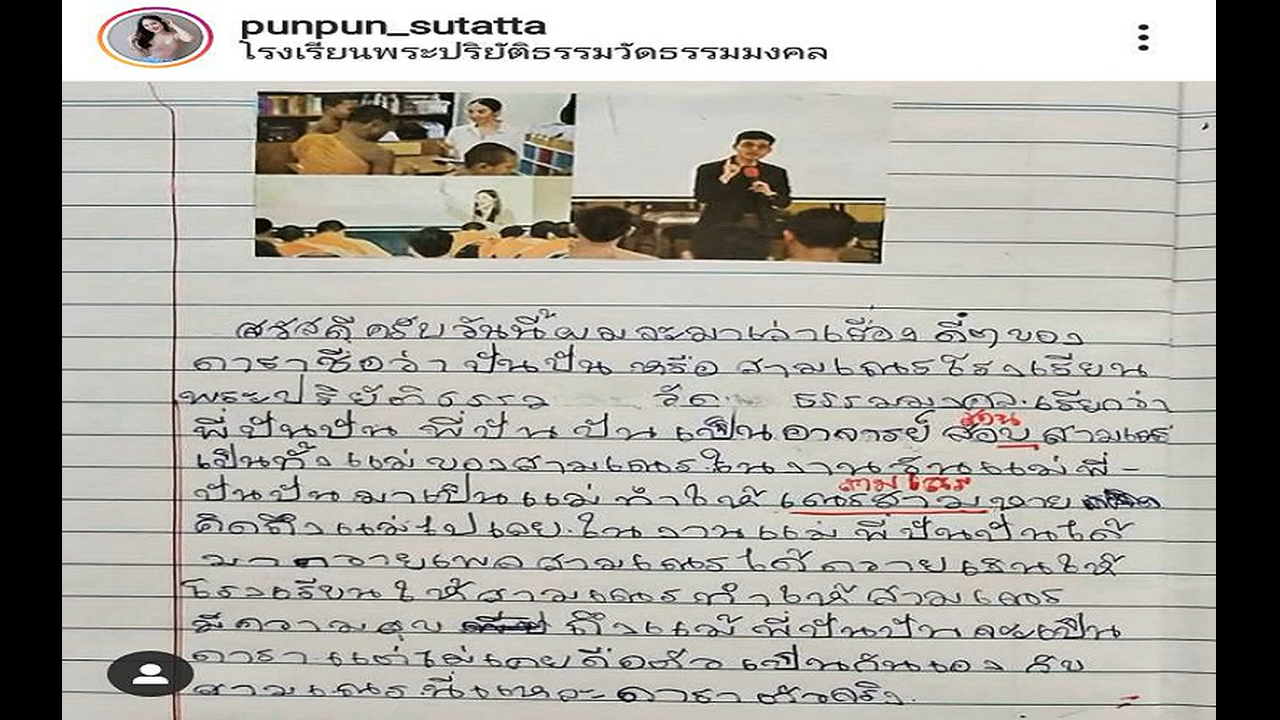 punpun_sutatta
โรงเรียนพระปริยัติธรรมวัดธรรมมงคล
สวัสดีครับวันนี้ผมจะมาเล่าเรื่อง ดีๆของ
ดาราชื่อว่า ปันปัน หรือ สามเณรโรงเรียน
พระปริยัติธรรม วัด ธรรมมงคล เรียกว่า
พี่ปันปัน พี่ปันปัน เป็น อาจารย์ สอบ สามเณร
สอน
เป็นทั้งแม่ของสามเณร ในงานวันแม่ พี่-
ปันปัน มาเป็นแม่ ทำให้ เณรสาม หาย
สามเณร
คิดถึงแม่ไปเลย ในงานแม่ พี่ปันปันได้
มาถวายเพลสามเณร ได้ถวาย ให้
โรงเรียนให้สามเณรทำให้สามเณร
มีความสุข ถึงแม้ พี่ปันปัน จะเป็น
ดารา แต่ไม่เคยถือตัว เป็นกันเอง กับ
สามเณร นี่แหละ ดารา ตัวจริง.